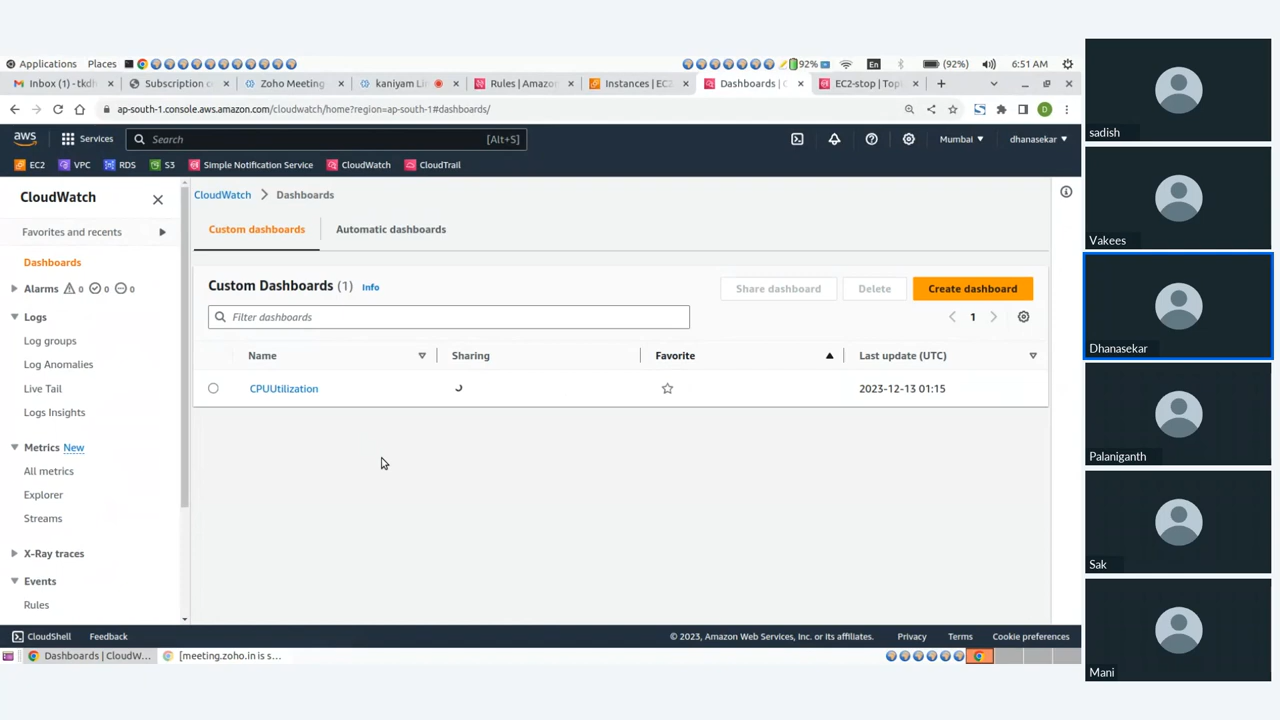 Applications Places 92% En (92%) 6:51 AM
Inbox (1) - tkdh Subscription co Zoho Meeting kaniyam Lin Rules | Amazon Instances | EC2 Dashboards | C EC2-stop | Topi
ap-south-1.console.aws.amazon.com/cloudwatch/home?region=ap-south-1#dashboards/ D
aws Services Search [Alt+S] Mumbai dhanasekar
EC2 VPC RDS S3 Simple Notification Service CloudWatch CloudTrail
CloudWatch
Favorites and recents
Dashboards
Alarms 0 0 0
Logs
Log groups
Log Anomalies
Live Tail
Logs Insights
Metrics New
All metrics
Explorer
Streams
X-Ray traces
Events
Rules
CloudWatch Dashboards
Custom dashboards Automatic dashboards
Custom Dashboards (1) Info Share dashboard Delete Create dashboard
Filter dashboards 1
Name Sharing Favorite Last update (UTC)
CPUUtilization 2023-12-13 01:15
CloudShell Feedback © 2023, Amazon Web Services, Inc. or its affiliates. Privacy Terms Cookie preferences
Dashboards | CloudW... [meeting.zoho.in is s...
sadish
Vakees
Dhanasekar
Palaniganth
Sak
Mani